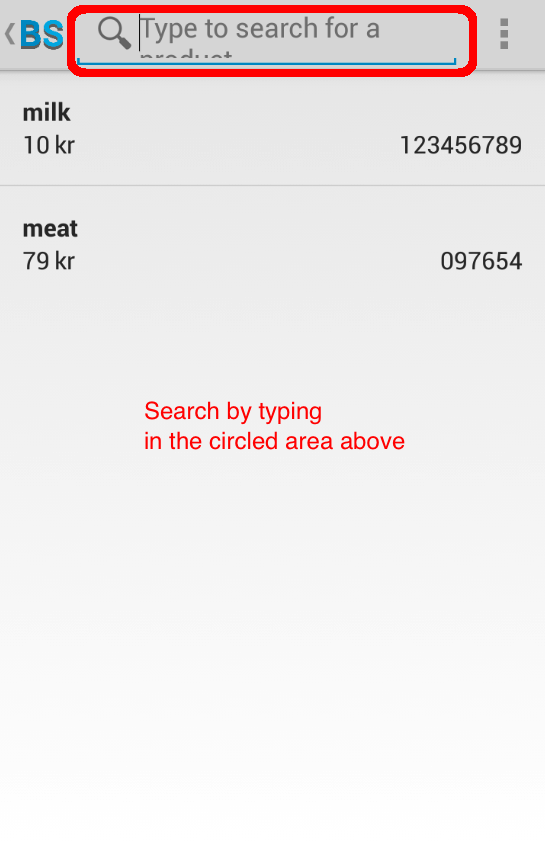 BS Type to search for a
product
milk
10 kr 123456789
meat
79 kr 097654
Search by typing
in the circled area above